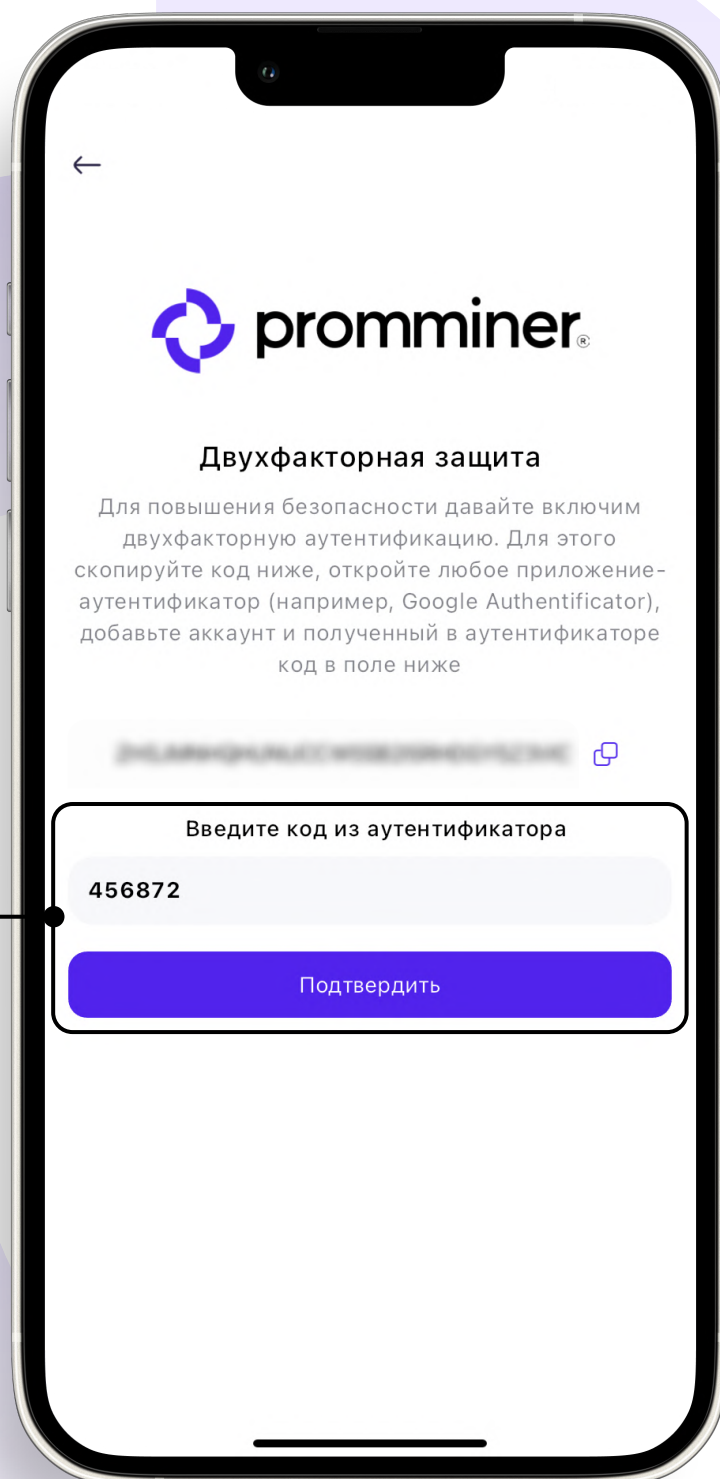 promminer®
Двухфакторная защита
Для повышения безопасности давайте включим
двухфакторную аутентификацию. Для этого
скопируйте код ниже, откройте любое приложение-
аутентификатор (например, Google Authentificator),
добавьте аккаунт и полученный в аутентификаторе
код в поле ниже
Введите код из аутентификатора
456872
Подтвердить